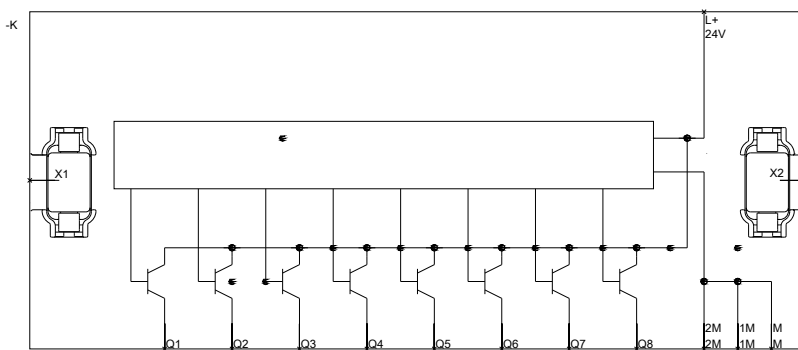 -K
L+
24V
X1
X2
2M 1M M
Q1 Q2 Q3 Q4 Q5 Q6 Q7 Q8 2M 1M M